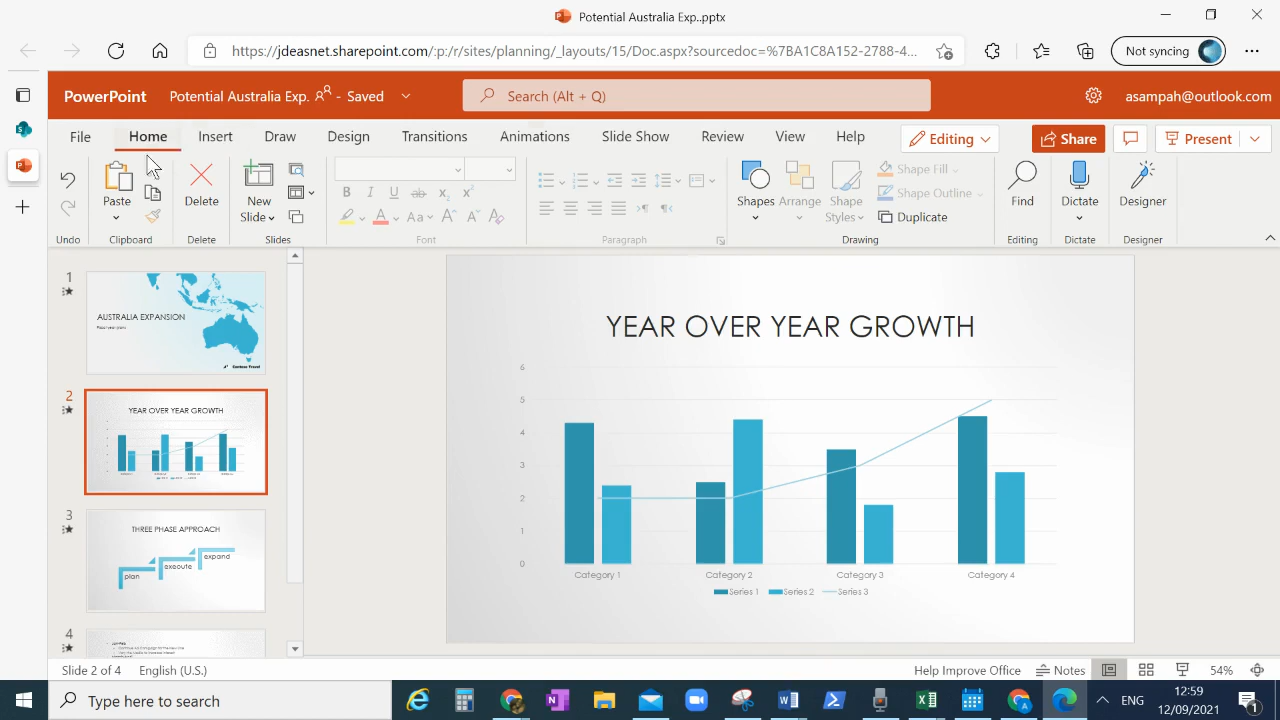 Potential Australia Exp..pptx
https://jdeasnet.sharepoint.com/:p:/r/sites/planning/_layouts/15/Doc.aspx?sourcedoc=%7BA1C8A152-2788-4...
Not syncing
PowerPoint
Potential Australia Exp. - Saved
Search (Alt + Q)
asampah@outlook.com
File Home Insert Draw Design Transitions Animations Slide Show Review View Help
Editing
Share
Present
Paste
Delete
New
Slide
Shapes
Arrange
Shape
Styles
Shape Fill
Shape Outline
Duplicate
Find
Dictate
Designer
Undo Clipboard Delete Slides Font Paragraph Drawing Editing Dictate Designer
1
AUSTRALIA EXPANSION
Contoso Travel
2
YEAR OVER YEAR GROWTH
3
THREE PHASE APPROACH
plan
execute
expand
4
YEAR OVER YEAR GROWTH
6
5
4
3
2
1
0
Category 1 Category 2 Category 3 Category 4
Series 1 Series 2 Series 3
Slide 2 of 4 English (U.S.) Help Improve Office Notes 54%
Type here to search
ENG
12:59
12/09/2021
1